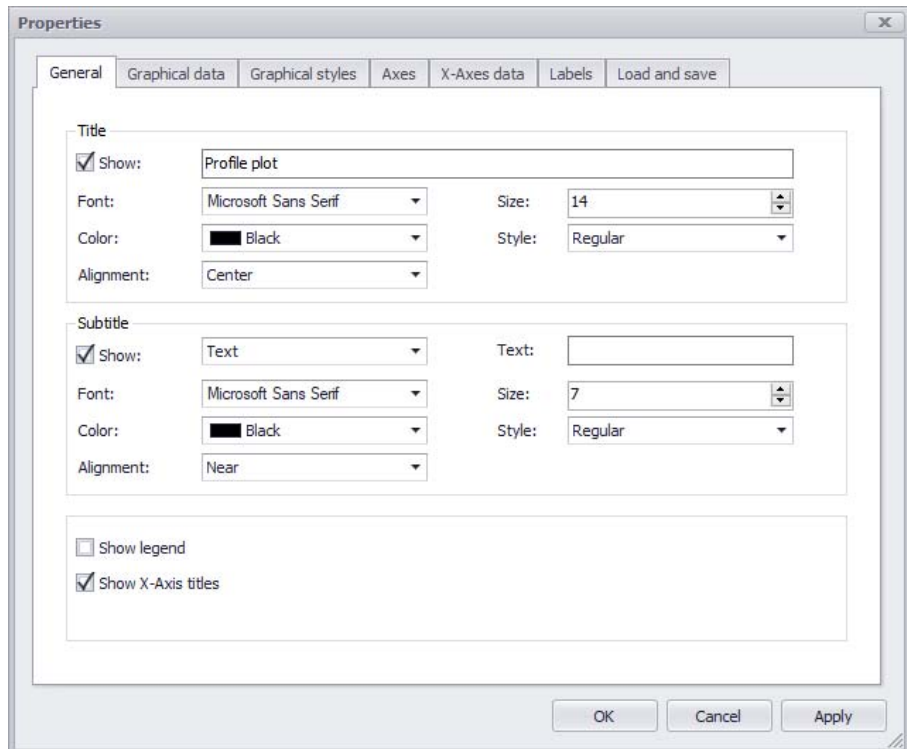 Properties
General Graphical data Graphical styles Axes X-Axes data Labels Load and save
Title
Show: Profile plot
Font: Microsoft Sans Serif Size: 14
Color: Black Style: Regular
Alignment: Center
Subtitle
Show: Text Text:
Font: Microsoft Sans Serif Size: 7
Color: Black Style: Regular
Alignment: Near
Show legend
Show X-Axis titles
OK Cancel Apply